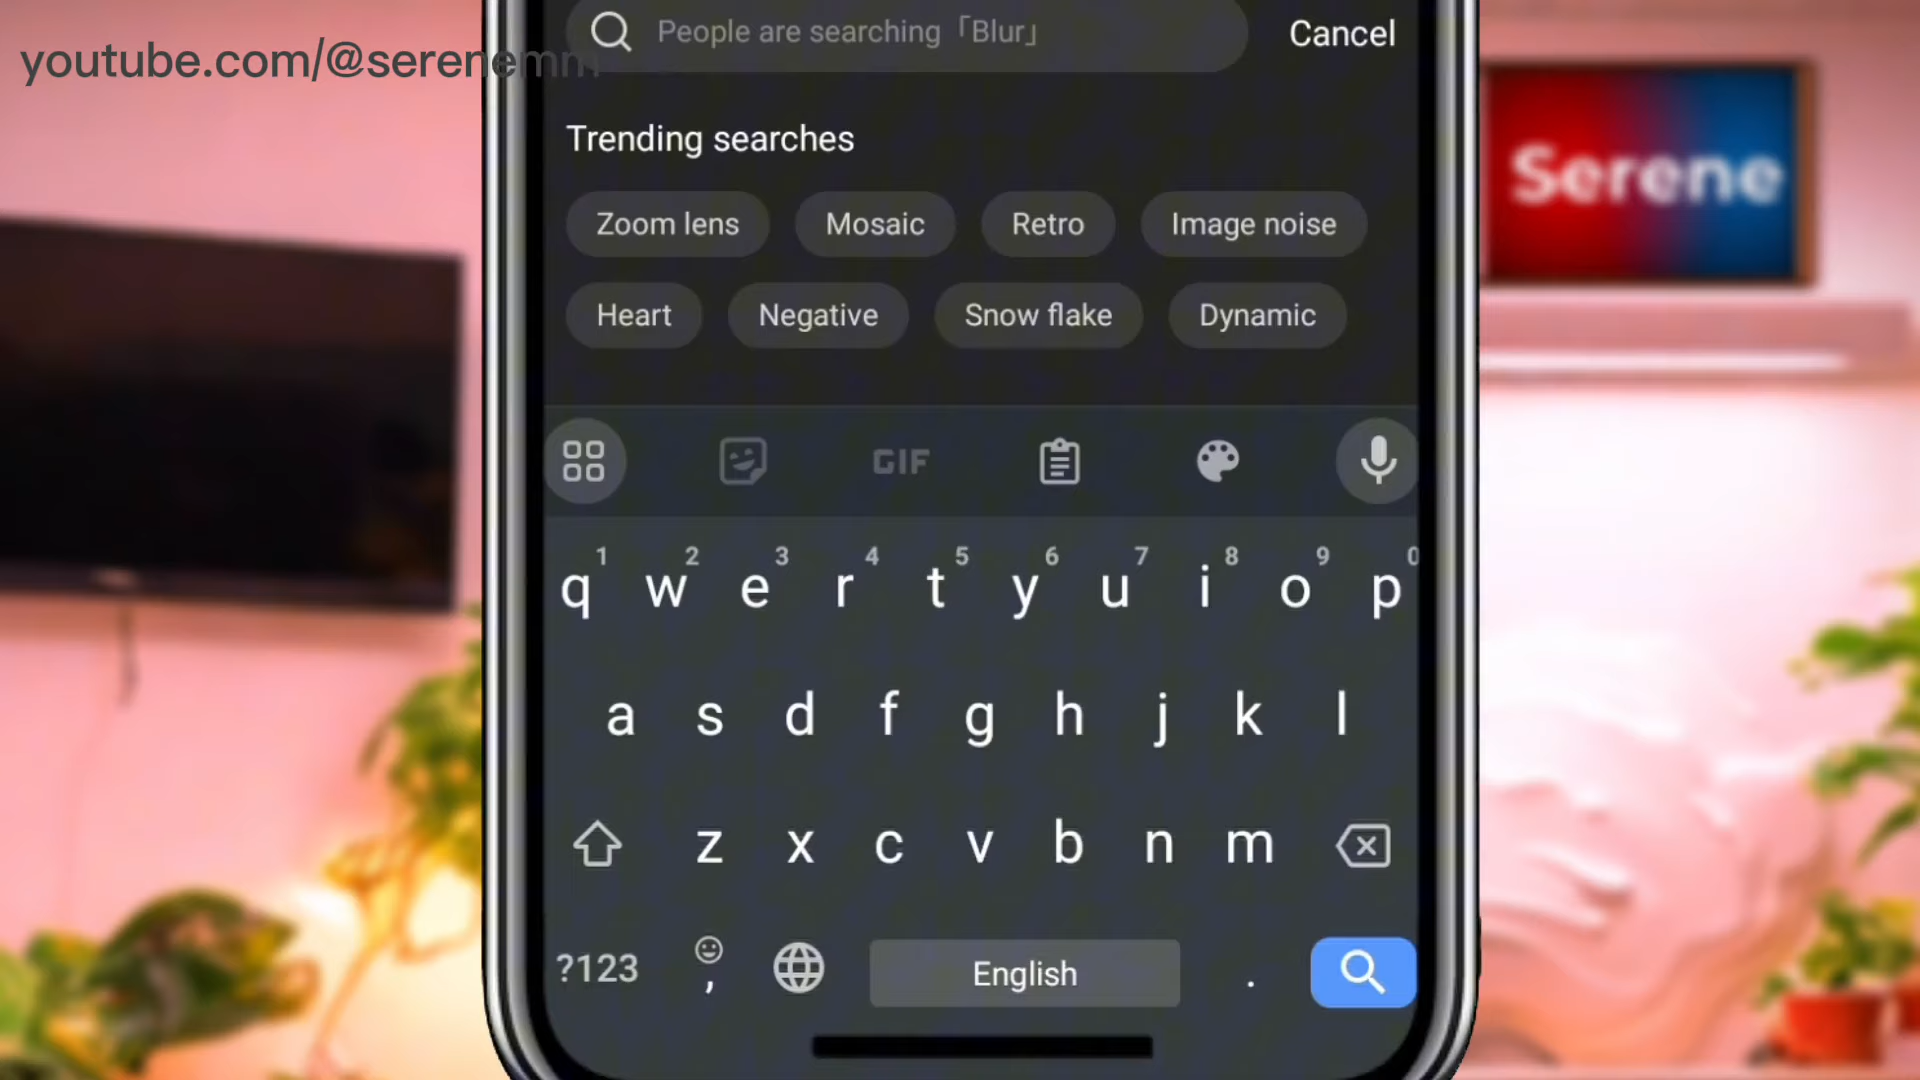 People are searching「Blur」 Cancel
youtube.com/@serenemm
Trending searches
Serene
Zoom lens Mosaic Retro Image noise
Heart Negative Snow flake Dynamic
GIF
1 2 3 4 5 6 7 8 9 0
q w e r t y u i o p
a s d f g h j k l
z x c v b n m
?123 , English .